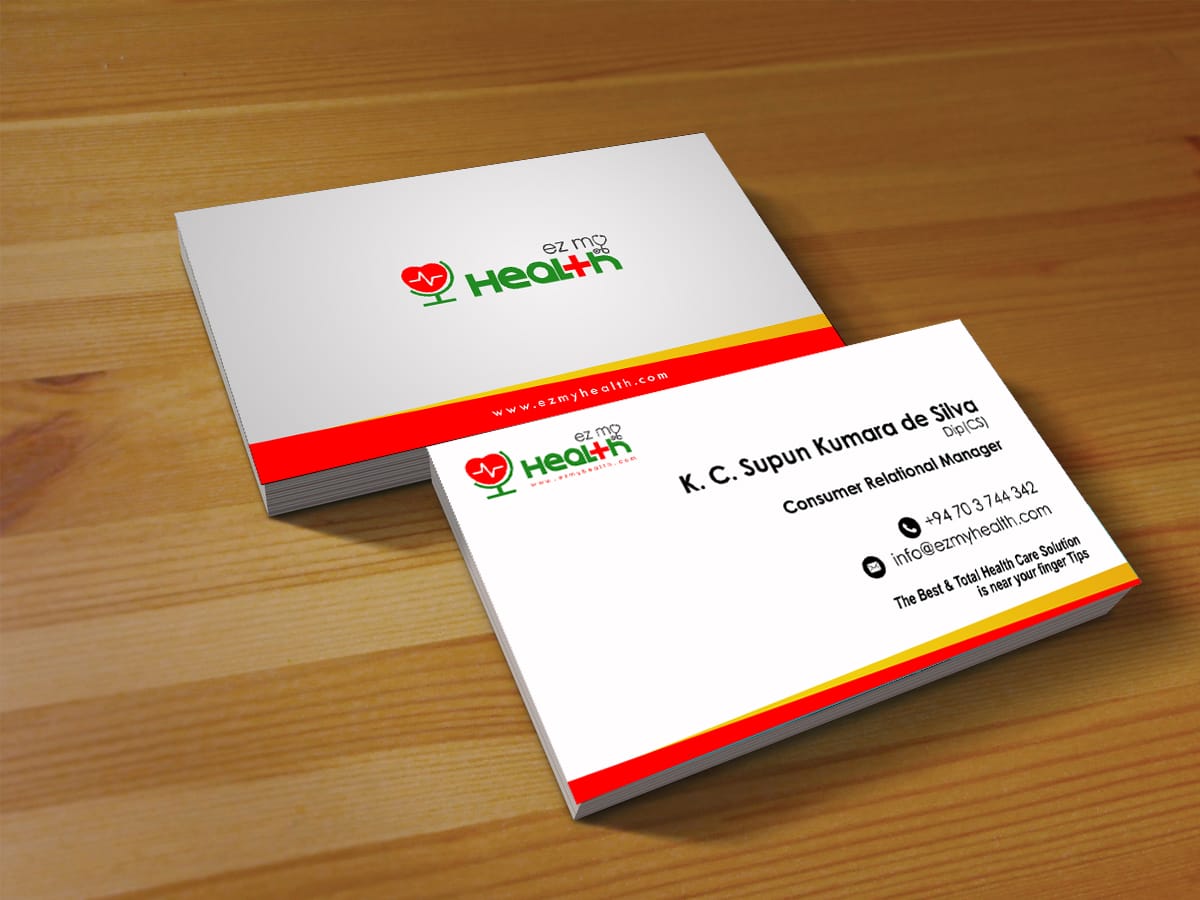 ez my
Health
www.ezmyhealth.com
ez my
Health
www.ezmyhealth.com
K. C. Supun Kumara de Silva
Dip(CS)
Consumer Relational Manager
+94 70 3 744 342
info@ezmyhealth.com
The Best & Total Health Care Solution
is near your finger Tips